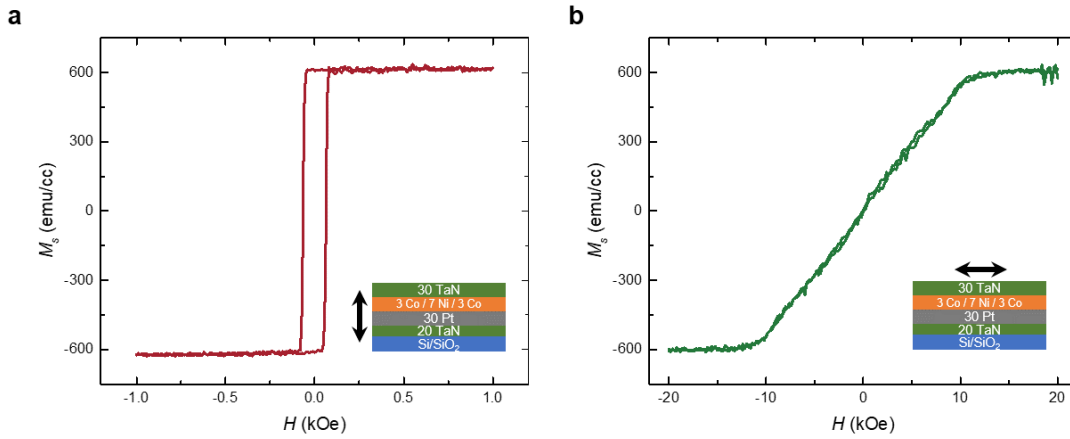 a
600
300
0
-300
-600
M_s (emu/cc)
-1.0
-0.5
0.0
0.5
1.0
H (kOe)
30 TaN
3 Co / 7 Ni / 3 Co
30 Pt
20 TaN
Si/SiO₂
b
600
300
0
-300
-600
M_s (emu/cc)
-20
-10
0
10
20
H (kOe)
30 TaN
3 Co / 7 Ni / 3 Co
30 Pt
20 TaN
Si/SiO₂